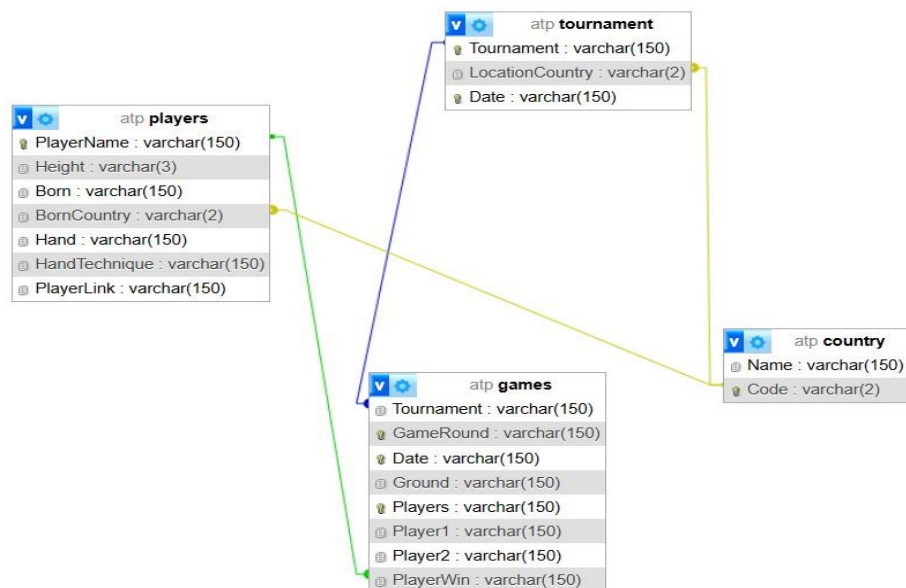 atp tournament
Tournament : varchar(150)
LocationCountry : varchar(2)
Date : varchar(150)
atp players
PlayerName : varchar(150)
Height : varchar(3)
Born : varchar(150)
BornCountry : varchar(2)
Hand : varchar(150)
HandTechnique : varchar(150)
PlayerLink : varchar(150)
atp country
Name : varchar(150)
Code : varchar(2)
atp games
Tournament : varchar(150)
GameRound : varchar(150)
Date : varchar(150)
Ground : varchar(150)
Players : varchar(150)
Player1 : varchar(150)
Player2 : varchar(150)
PlayerWin : varchar(150)